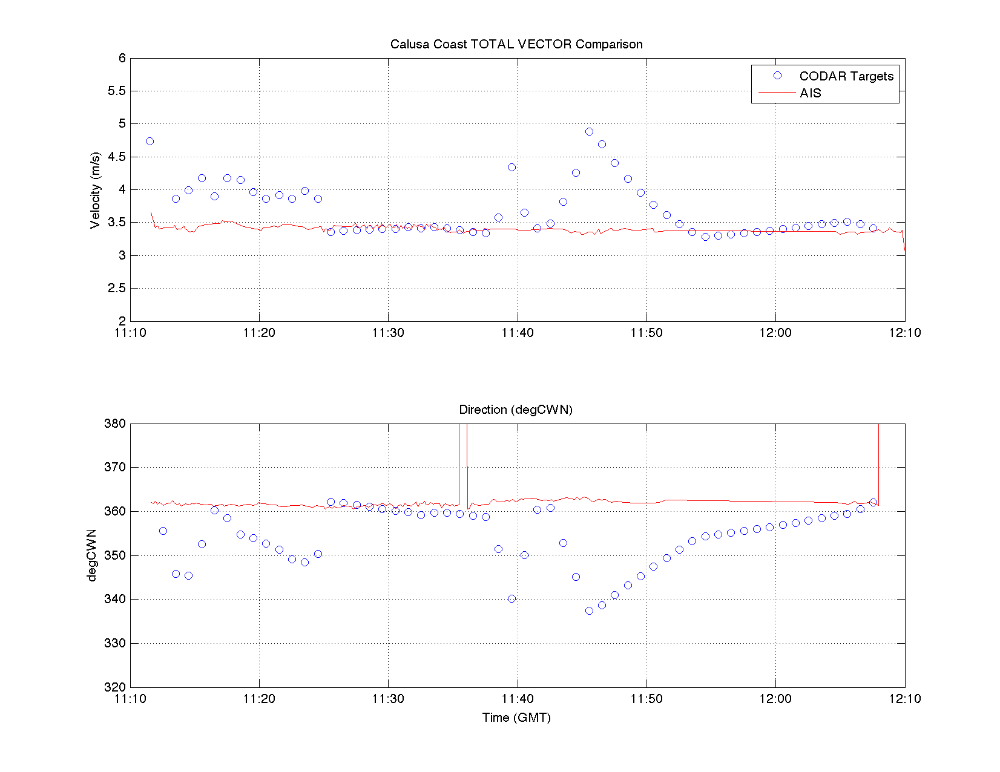 Calusa Coast TOTAL VECTOR Comparison
6
5.5
5
4.5
4
3.5
3
2.5
2
Velocity (m/s)
CODAR Targets
AIS
11:10 11:20 11:30 11:40 11:50 12:00 12:10
Direction (degCWN)
380
370
360
350
340
330
320
degCWN
11:10 11:20 11:30 11:40 11:50 12:00 12:10
Time (GMT)